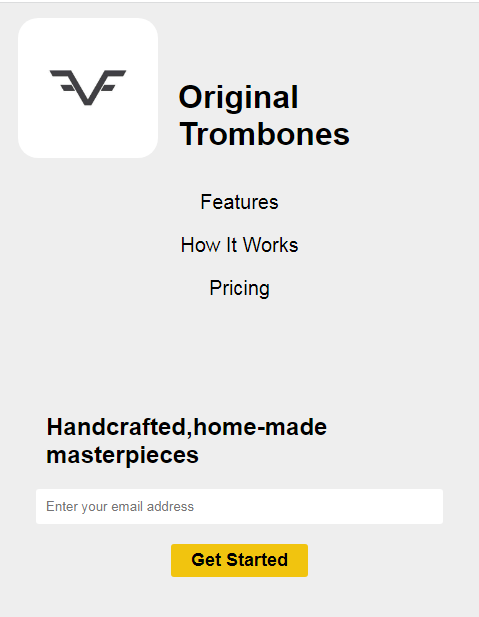 Original
Trombones
Features
How It Works
Pricing
Handcrafted,home-made
masterpieces
Enter your email address
Get Started